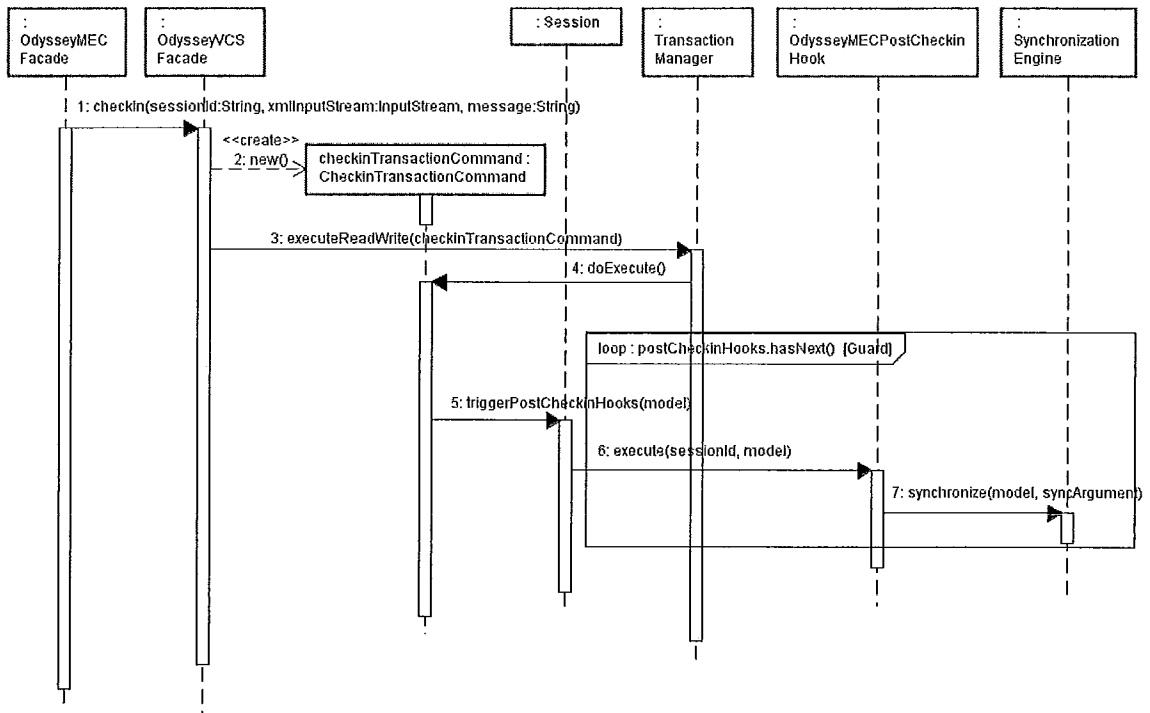 :
OdysseyMEC
Facade
:
OdysseyVCS
Facade
: Session
:
Transaction
Manager
:
OdysseyMECPostCheckin
Hook
:
Synchronization
Engine
1: checkin(sessionId:String, xmlInputStream:InputStream, message:String)
<<create>>
2: new()
checkinTransactionCommand :
CheckinTransactionCommand
3: executeReadWrite(checkinTransactionCommand)
4: doExecute()
loop : postCheckinHooks.hasNext() {Guard}
5: triggerPostCheckinHooks(model)
6: execute(sessionId, model)
7: synchronize(model, syncArgument)